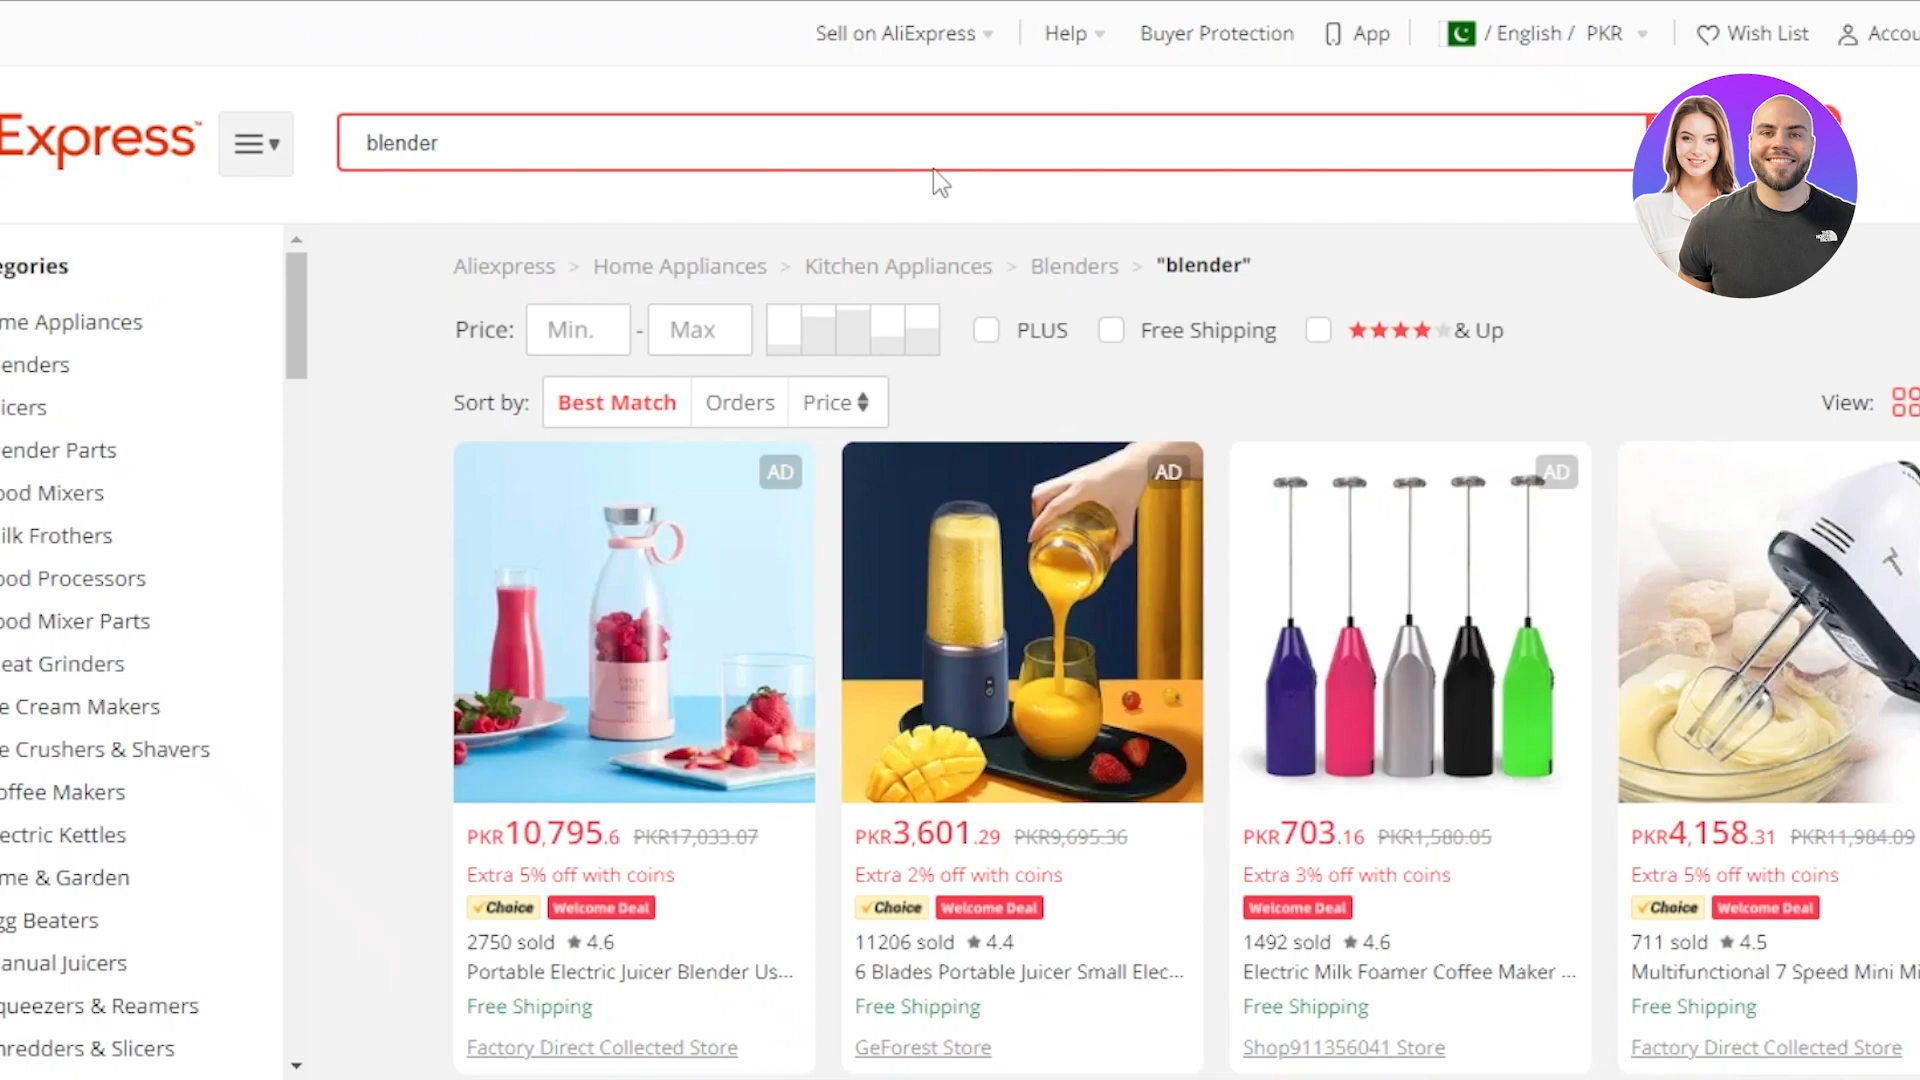 Sell on AliExpress
Help
Buyer Protection
App
/ English / PKR
Wish List
Accou
Express™
blender
egories
me Appliances
enders
icers
ender Parts
ood Mixers
ilk Frothers
ood Processors
ood Mixer Parts
eat Grinders
e Cream Makers
e Crushers & Shavers
offee Makers
ectric Kettles
me & Garden
gg Beaters
anual Juicers
queezers & Reamers
hredders & Slicers
Aliexpress > Home Appliances > Kitchen Appliances > Blenders > "blender"
Price: Min. - Max PLUS Free Shipping & Up
Sort by: Best Match Orders Price
View:
AD
PKR10,795.6 PKR17,033.07
Extra 5% off with coins
Choice Welcome Deal
2750 sold ★ 4.6
Portable Electric Juicer Blender Us...
Free Shipping
Factory Direct Collected Store
AD
PKR3,601.29 PKR9,695.36
Extra 2% off with coins
Choice Welcome Deal
11206 sold ★ 4.4
6 Blades Portable Juicer Small Elec...
Free Shipping
GeForest Store
AD
PKR703.16 PKR1,580.05
Extra 3% off with coins
Welcome Deal
1492 sold ★ 4.6
Electric Milk Foamer Coffee Maker ...
Free Shipping
Shop911356041 Store
PKR4,158.31 PKR11,984.09
Extra 5% off with coins
Choice Welcome Deal
711 sold ★ 4.5
Multifunctional 7 Speed Mini Mi
Free Shipping
Factory Direct Collected Store